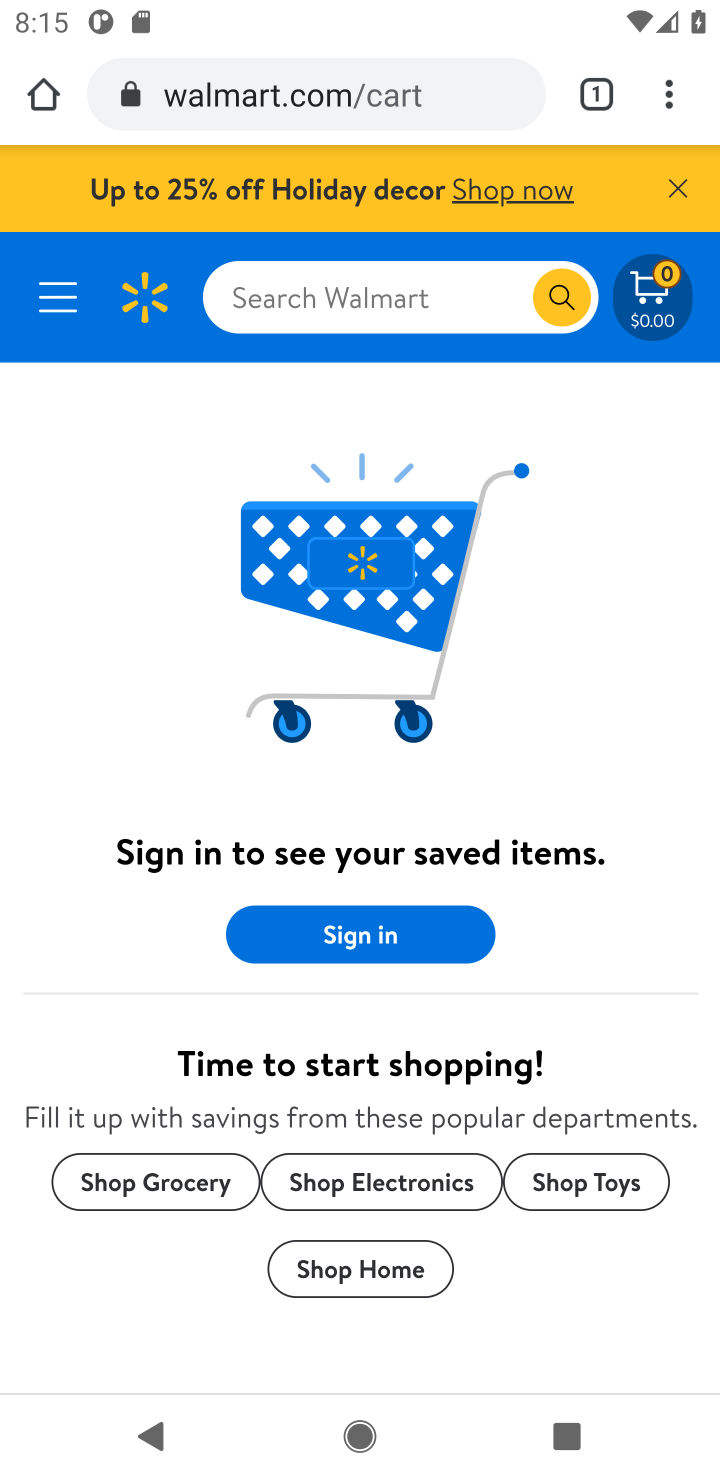 8:15
walmart.com/cart
1
Up to 25% off Holiday decor Shop now
Search Walmart
0
$0.00
Sign in to see your saved items.
Sign in
Time to start shopping!
Fill it up with savings from these popular departments.
Shop Grocery Shop Electronics Shop Toys
Shop Home